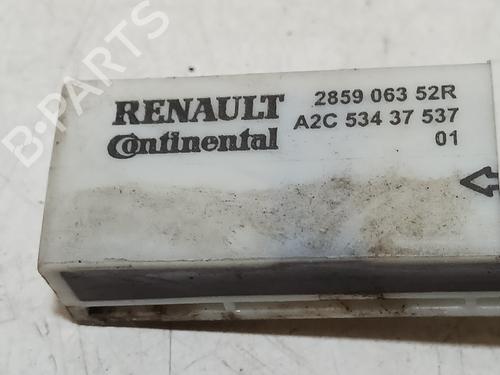 B-PARTS
RENAULT 2859 063 52R
Continental A2C 534 37 537
01